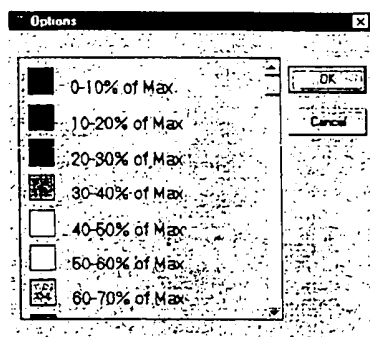 Options
0-10% of Max
OK
10-20% of Max
Cancel
20-30% of Max
30-40% of Max
40-50% of Max
50-60% of Max
60-70% of Max